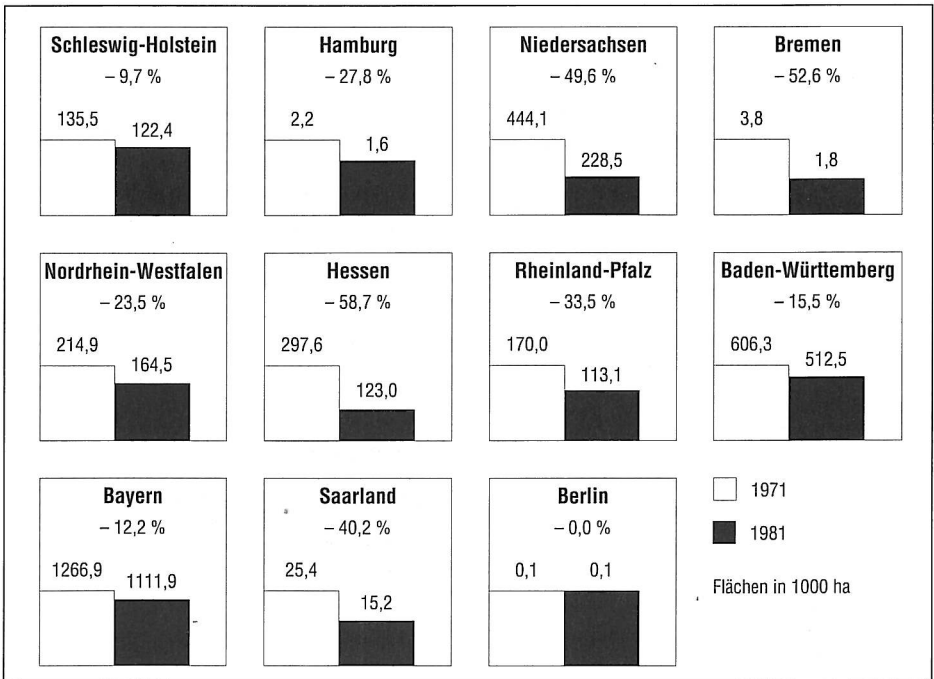 Schleswig-Holstein
– 9,7 %
135,5 122,4
Hamburg
– 27,8 %
2,2 1,6
Niedersachsen
– 49,6 %
444,1 228,5
Bremen
– 52,6 %
3,8 1,8
Nordrhein-Westfalen
– 23,5 %
214,9 164,5
Hessen
– 58,7 %
297,6 123,0
Rheinland-Pfalz
– 33,5 %
170,0 113,1
Baden-Württemberg
– 15,5 %
606,3 512,5
Bayern
– 12,2 %
1266,9 1111,9
Saarland
– 40,2 %
25,4 15,2
Berlin
– 0,0 %
0,1 0,1
1971
1981
Flächen in 1000 ha